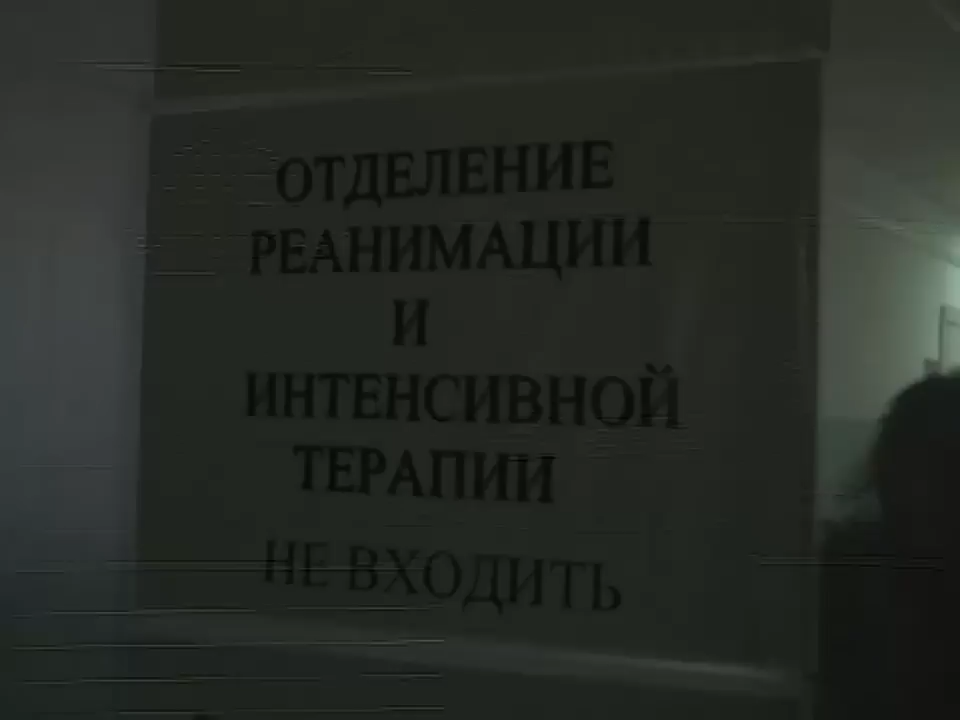 ОТДЕЛЕНИЕ
РЕАНИМАЦИИ
И
ИНТЕНСИВНОЙ
ТЕРАПИИ
НЕ ВХОДИТЬ